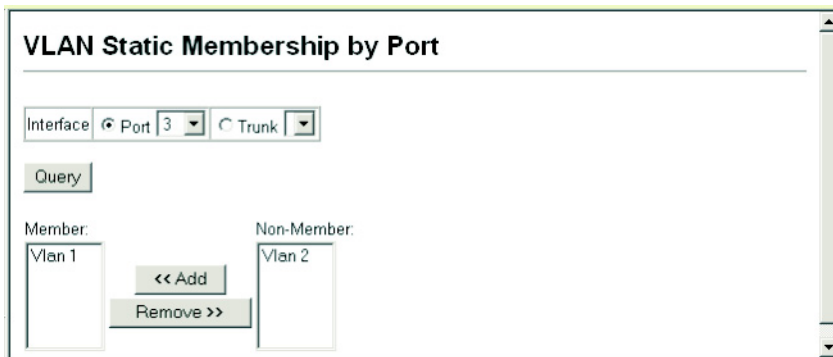 VLAN Static Membership by Port
Interface Port 3 Trunk
Query
Member: Non-Member:
Vlan 1 Vlan 2
<< Add
Remove >>